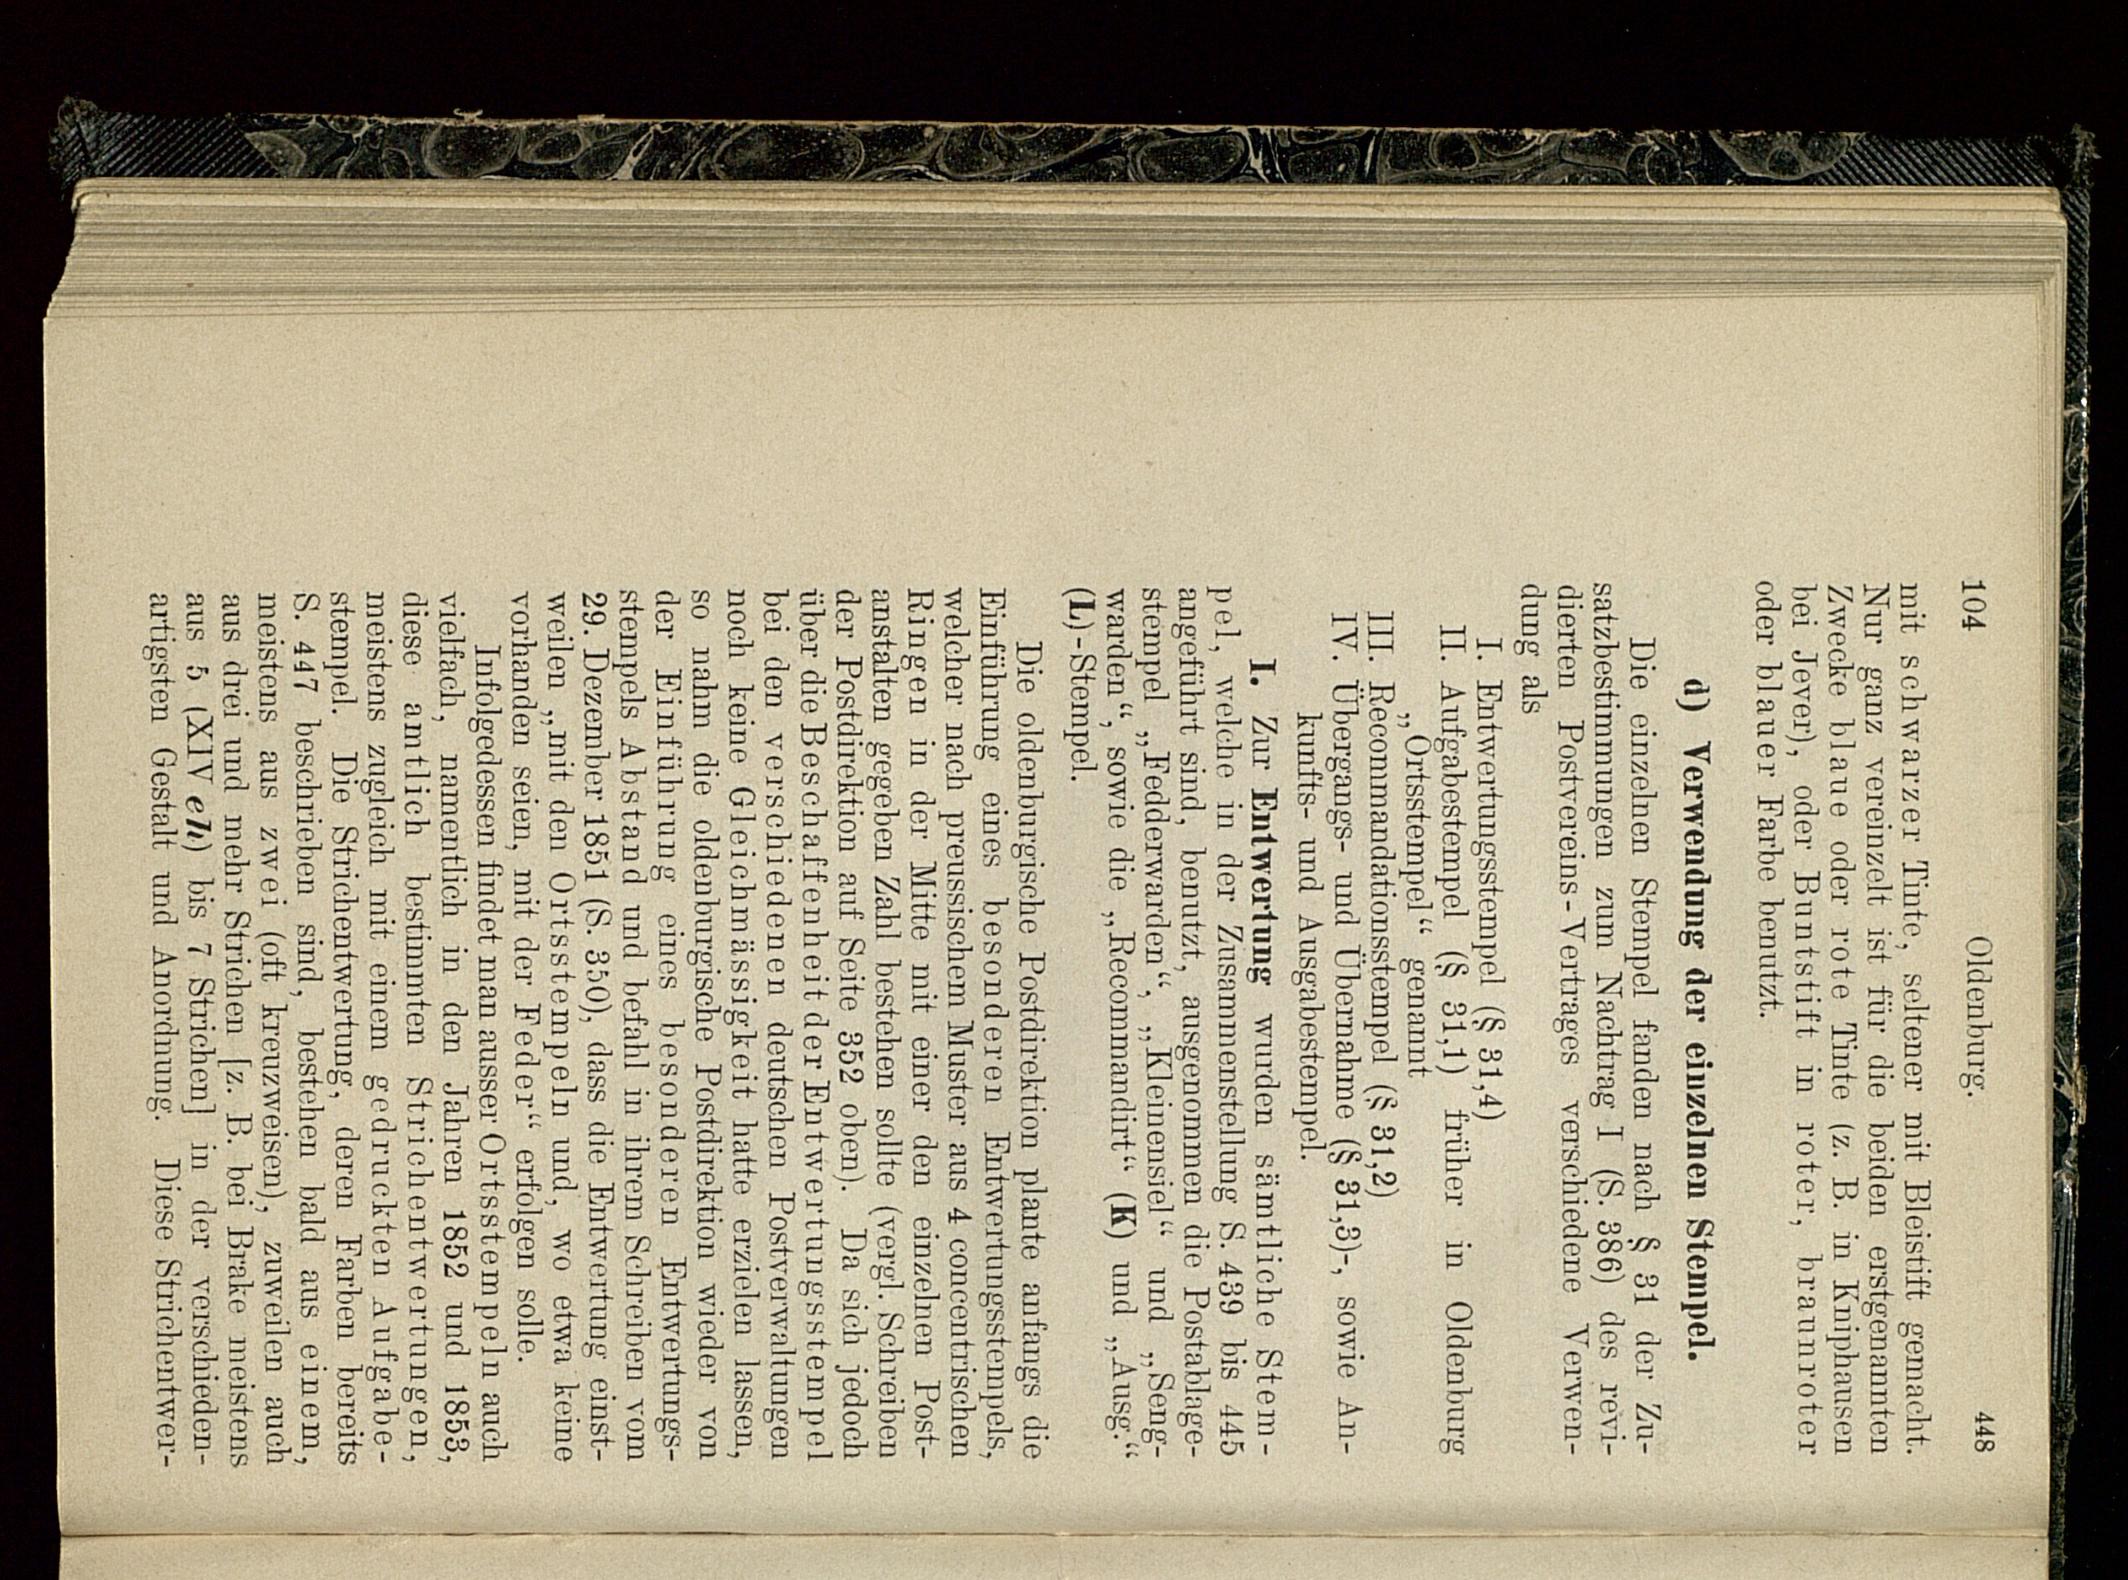 104 Oldenburg. 448
mit schwarzer Tinte, seltener mit Bleistift gemacht.
Nur ganz vereinzelt ist für die beiden erstgenannten
Zwecke blaue oder rote Tinte (z. B. in Kniphausen
bei Jever), oder Buntstift in roter, braunroter
oder blauer Farbe benutzt.
d) Verwendung der einzelnen Stempel.
Die einzelnen Stempel fanden nach § 31 der Zu-
satzbestimmungen zum Nachtrag I (S. 386) des revi-
dierten Postvereins-Vertrages verschiedene Verwen-
dung als
I. Entwertungsstempel (§ 31,4)
II. Aufgabestempel (§ 31,1) früher in Oldenburg
„Ortsstempel“ genannt
III. Recommandationsstempel (§ 31,2)
IV. Übergangs- und Übernahme (§ 31,3)-, sowie An-
kunfts- und Ausgabestempel.
I. Zur Entwertung wurden sämtliche Stem-
pel, welche in der Zusammenstellung S. 439 bis 445
angeführt sind, benutzt, ausgenommen die Postablage-
stempel „Fedderwarden“, „Kleinensiel“ und „Seng-
warden“, sowie die „Recommandirt“ (K) und „Ausg.“
(L)-Stempel.
Die oldenburgische Postdirektion plante anfangs die
Einführung eines besonderen Entwertungsstempels,
welcher nach preussischem Muster aus 4 concentrischen
Ringen in der Mitte mit einer den einzelnen Post-
anstalten gegeben Zahl bestehen sollte (vergl. Schreiben
der Postdirektion auf Seite 352 oben). Da sich jedoch
über die Beschaffenheit der Entwertungsstempel
bei den verschiedenen deutschen Postverwaltungen
noch keine Gleichmässigkeit hatte erzielen lassen,
so nahm die oldenburgische Postdirektion wieder von
der Einführung eines besonderen Entwertungs-
stempels Abstand und befahl in ihrem Schreiben vom
29. Dezember 1851 (S. 350), dass die Entwertung einst-
weilen „mit den Ortsstempeln und, wo etwa keine
vorhanden seien, mit der Feder“ erfolgen solle.
Infolgedessen findet man ausser Ortsstempeln auch
vielfach, namentlich in den Jahren 1852 und 1853,
diese amtlich bestimmten Strichentwertungen,
meistens zugleich mit einem gedruckten Aufgabe-
stempel. Die Strichentwertung, deren Farben bereits
S. 447 beschrieben sind, bestehen bald aus einem,
meistens aus zwei (oft kreuzweisen), zuweilen auch
aus drei und mehr Strichen [z. B. bei Brake meistens
aus 5 (XIV eh) bis 7 Strichen] in der verschieden-
artigsten Gestalt und Anordnung. Diese Strichentwer-